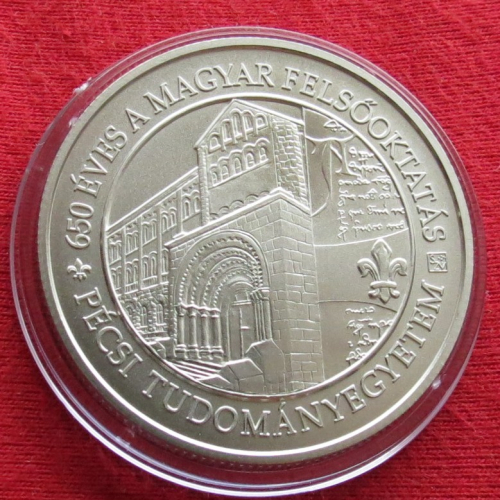 650 ÉVES A MAGYAR FELSŐOKTATÁS
PÉCSI TUDOMÁNYEGYETEM